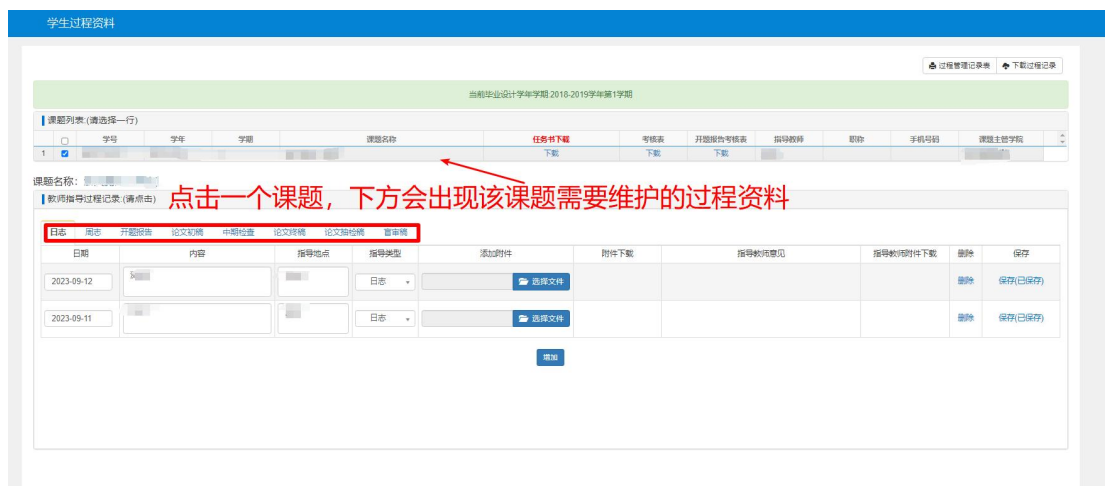 学生过程资料
过程管理记录表 下载过程记录
当前毕业设计学年学期:2018-2019学年第1学期
课题列表:(请选择一行)
学号 学年 学期 课题名称 任务书下载 考核表 开题报告考核表 指导教师 职称 手机号码 课题主管学院
1 下载 下载 下载
课题名称:
点击一个课题，下方会出现该课题需要维护的过程资料
教师指导过程记录:(请点击)
日志 周志 开题报告 论文初稿 中期检查 论文终稿 论文抽检稿 盲审稿
日期 内容 指导地点 指导类型 添加附件 附件下载 指导教师意见 指导教师附件下载 删除 保存
2023-09-12 日志 选择文件 删除 保存(已保存)
2023-09-11 日志 选择文件 删除 保存(已保存)
增加